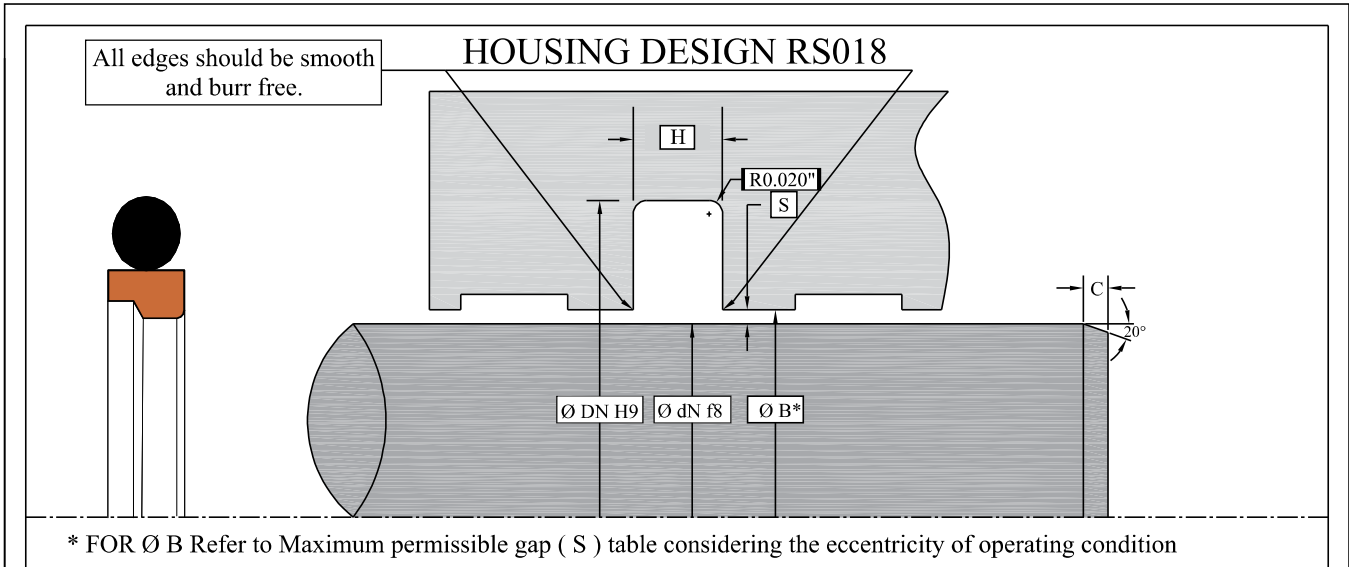 HOUSING DESIGN RS018
All edges should be smooth
and burr free.
H
R0.020"
S
C
20°
Ø DN H9
Ø dN f8
Ø B*
* FOR Ø B Refer to Maximum permissible gap ( S ) table considering the eccentricity of operating condition